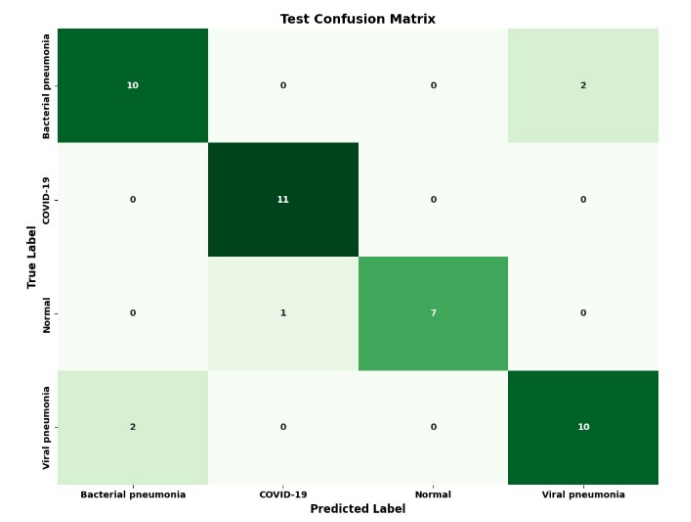 Test Confusion Matrix
True Label
Bacterial pneumonia
10
0
0
2
COVID-19
0
11
0
0
Normal
0
1
7
0
Viral pneumonia
2
0
0
10
Bacterial pneumonia
COVID-19
Normal
Viral pneumonia
Predicted Label